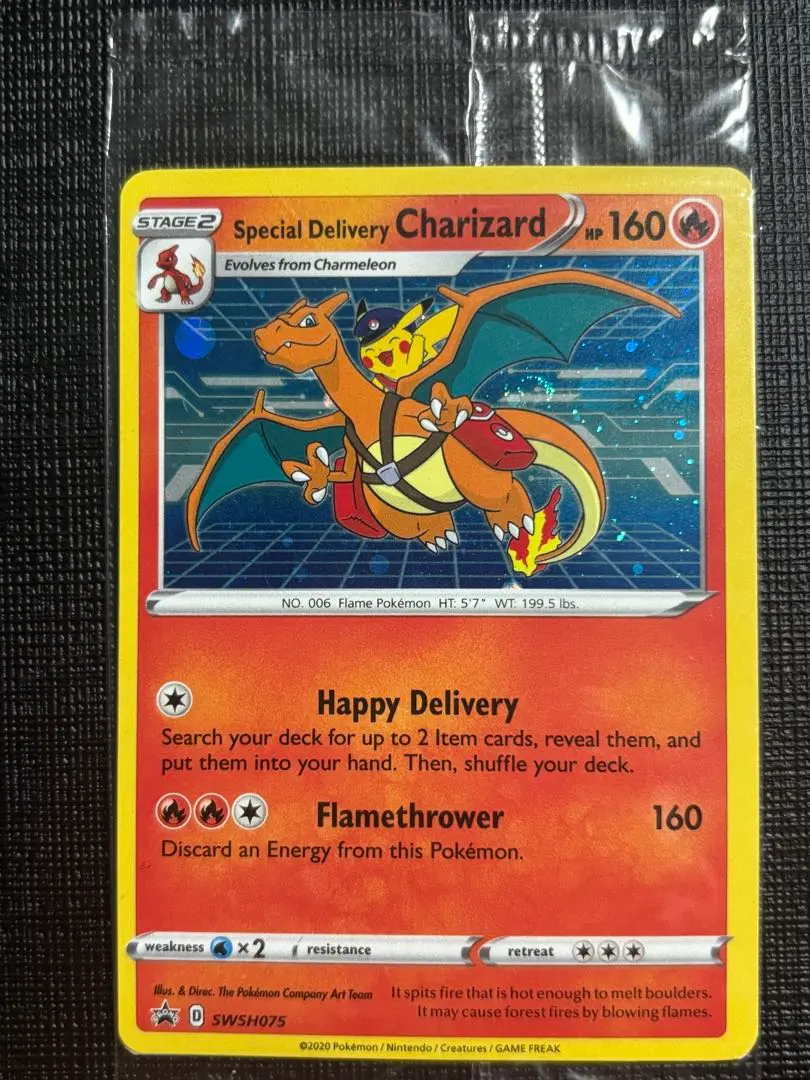 STAGE 2
Special Delivery Charizard HP 160
Evolves from Charmeleon
NO. 006 Flame Pokémon HT: 5'7" WT: 199.5 lbs.
Happy Delivery
Search your deck for up to 2 Item cards, reveal them, and
put them into your hand. Then, shuffle your deck.
Flamethrower 160
Discard an Energy from this Pokémon.
weakness ×2 resistance retreat
Illus. & Direc. The Pokémon Company Art Team
It spits fire that is hot enough to melt boulders.
It may cause forest fires by blowing flames.
PROMO D SWSH075
©2020 Pokémon / Nintendo / Creatures / GAME FREAK